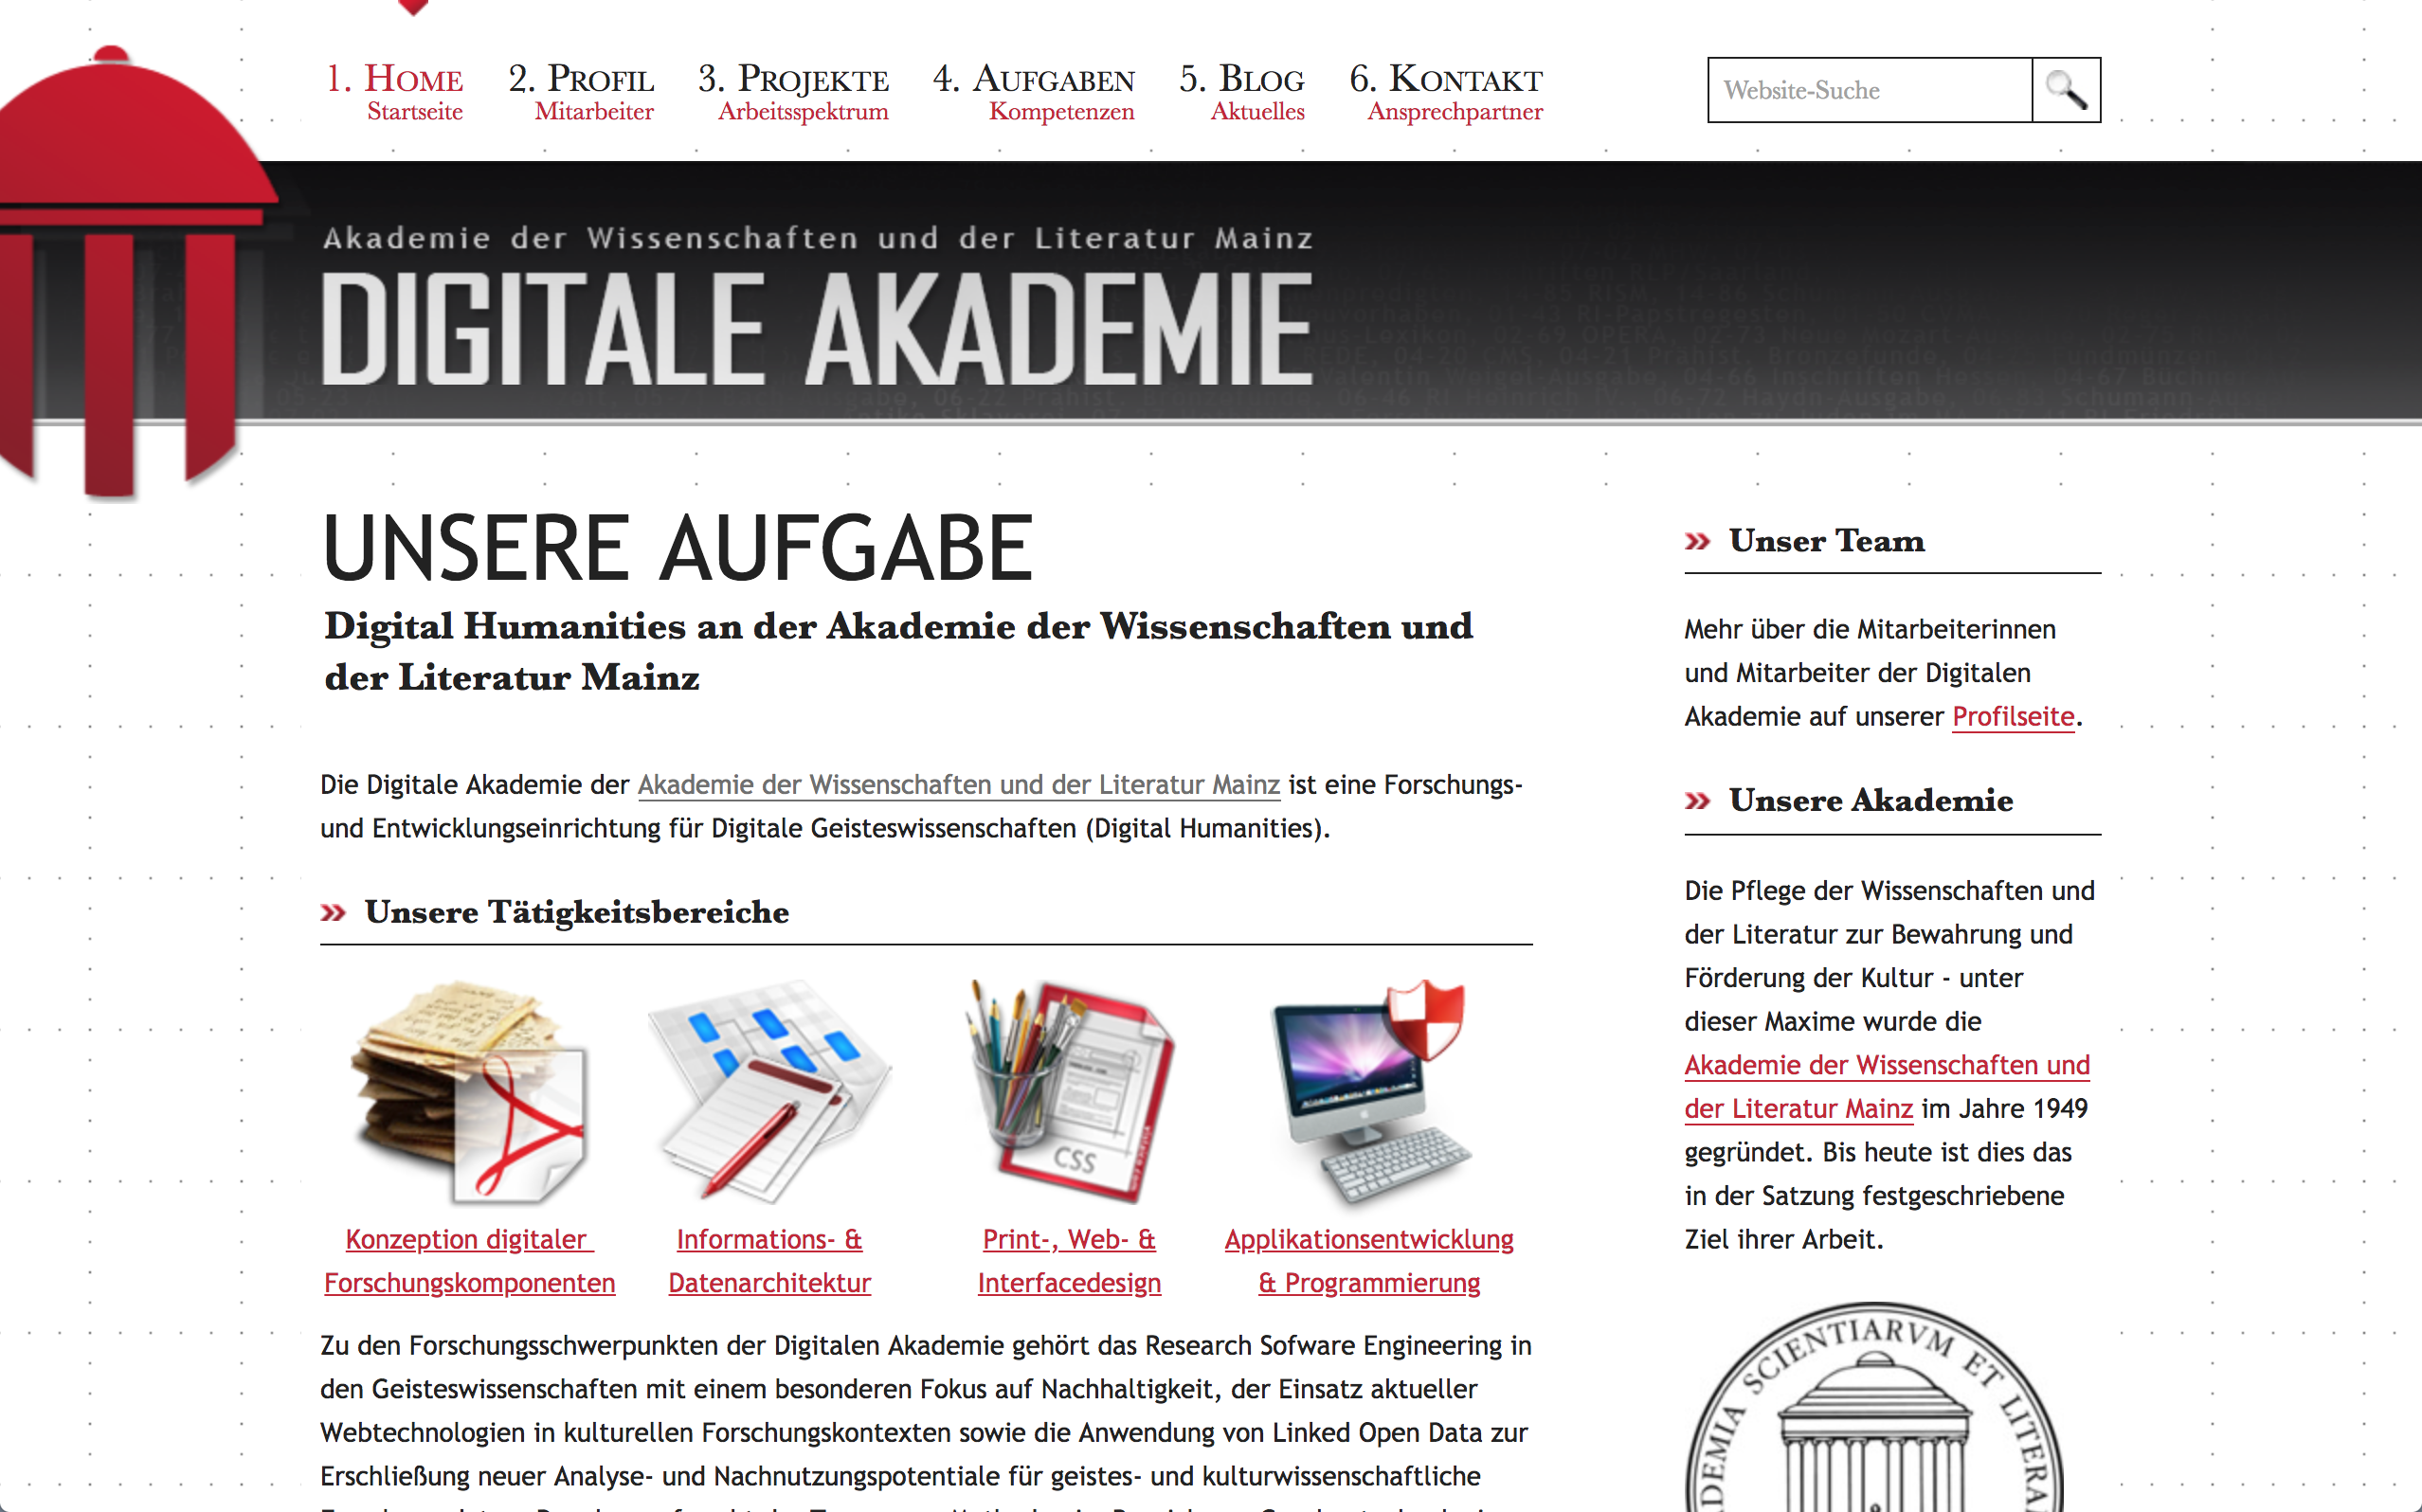 1. Home
Startseite
2. Profil
Mitarbeiter
3. Projekte
Arbeitsspektrum
4. Aufgaben
Kompetenzen
5. Blog
Aktuelles
6. Kontakt
Ansprechpartner
Website-Suche
Akademie der Wissenschaften und der Literatur Mainz
DIGITALE AKADEMIE
UNSERE AUFGABE
Digital Humanities an der Akademie der Wissenschaften und
der Literatur Mainz
Die Digitale Akademie der Akademie der Wissenschaften und der Literatur Mainz ist eine Forschungs-
und Entwicklungseinrichtung für Digitale Geisteswissenschaften (Digital Humanities).
» Unsere Tätigkeitsbereiche
CSS
Konzeption digitaler
Forschungskomponenten
Informations- &
Datenarchitektur
Print-, Web- &
Interfacedesign
Applikationsentwicklung
& Programmierung
Zu den Forschungsschwerpunkten der Digitalen Akademie gehört das Research Sofware Engineering in
den Geisteswissenschaften mit einem besonderen Fokus auf Nachhaltigkeit, der Einsatz aktueller
Webtechnologien in kulturellen Forschungskontexten sowie die Anwendung von Linked Open Data zur
Erschließung neuer Analyse- und Nachnutzungspotentiale für geistes- und kulturwissenschaftliche
» Unser Team
Mehr über die Mitarbeiterinnen
und Mitarbeiter der Digitalen
Akademie auf unserer Profilseite.
» Unsere Akademie
Die Pflege der Wissenschaften und
der Literatur zur Bewahrung und
Förderung der Kultur - unter
dieser Maxime wurde die
Akademie der Wissenschaften und
der Literatur Mainz im Jahre 1949
gegründet. Bis heute ist dies das
in der Satzung festgeschriebene
Ziel ihrer Arbeit.
SCIENTIARVM ET